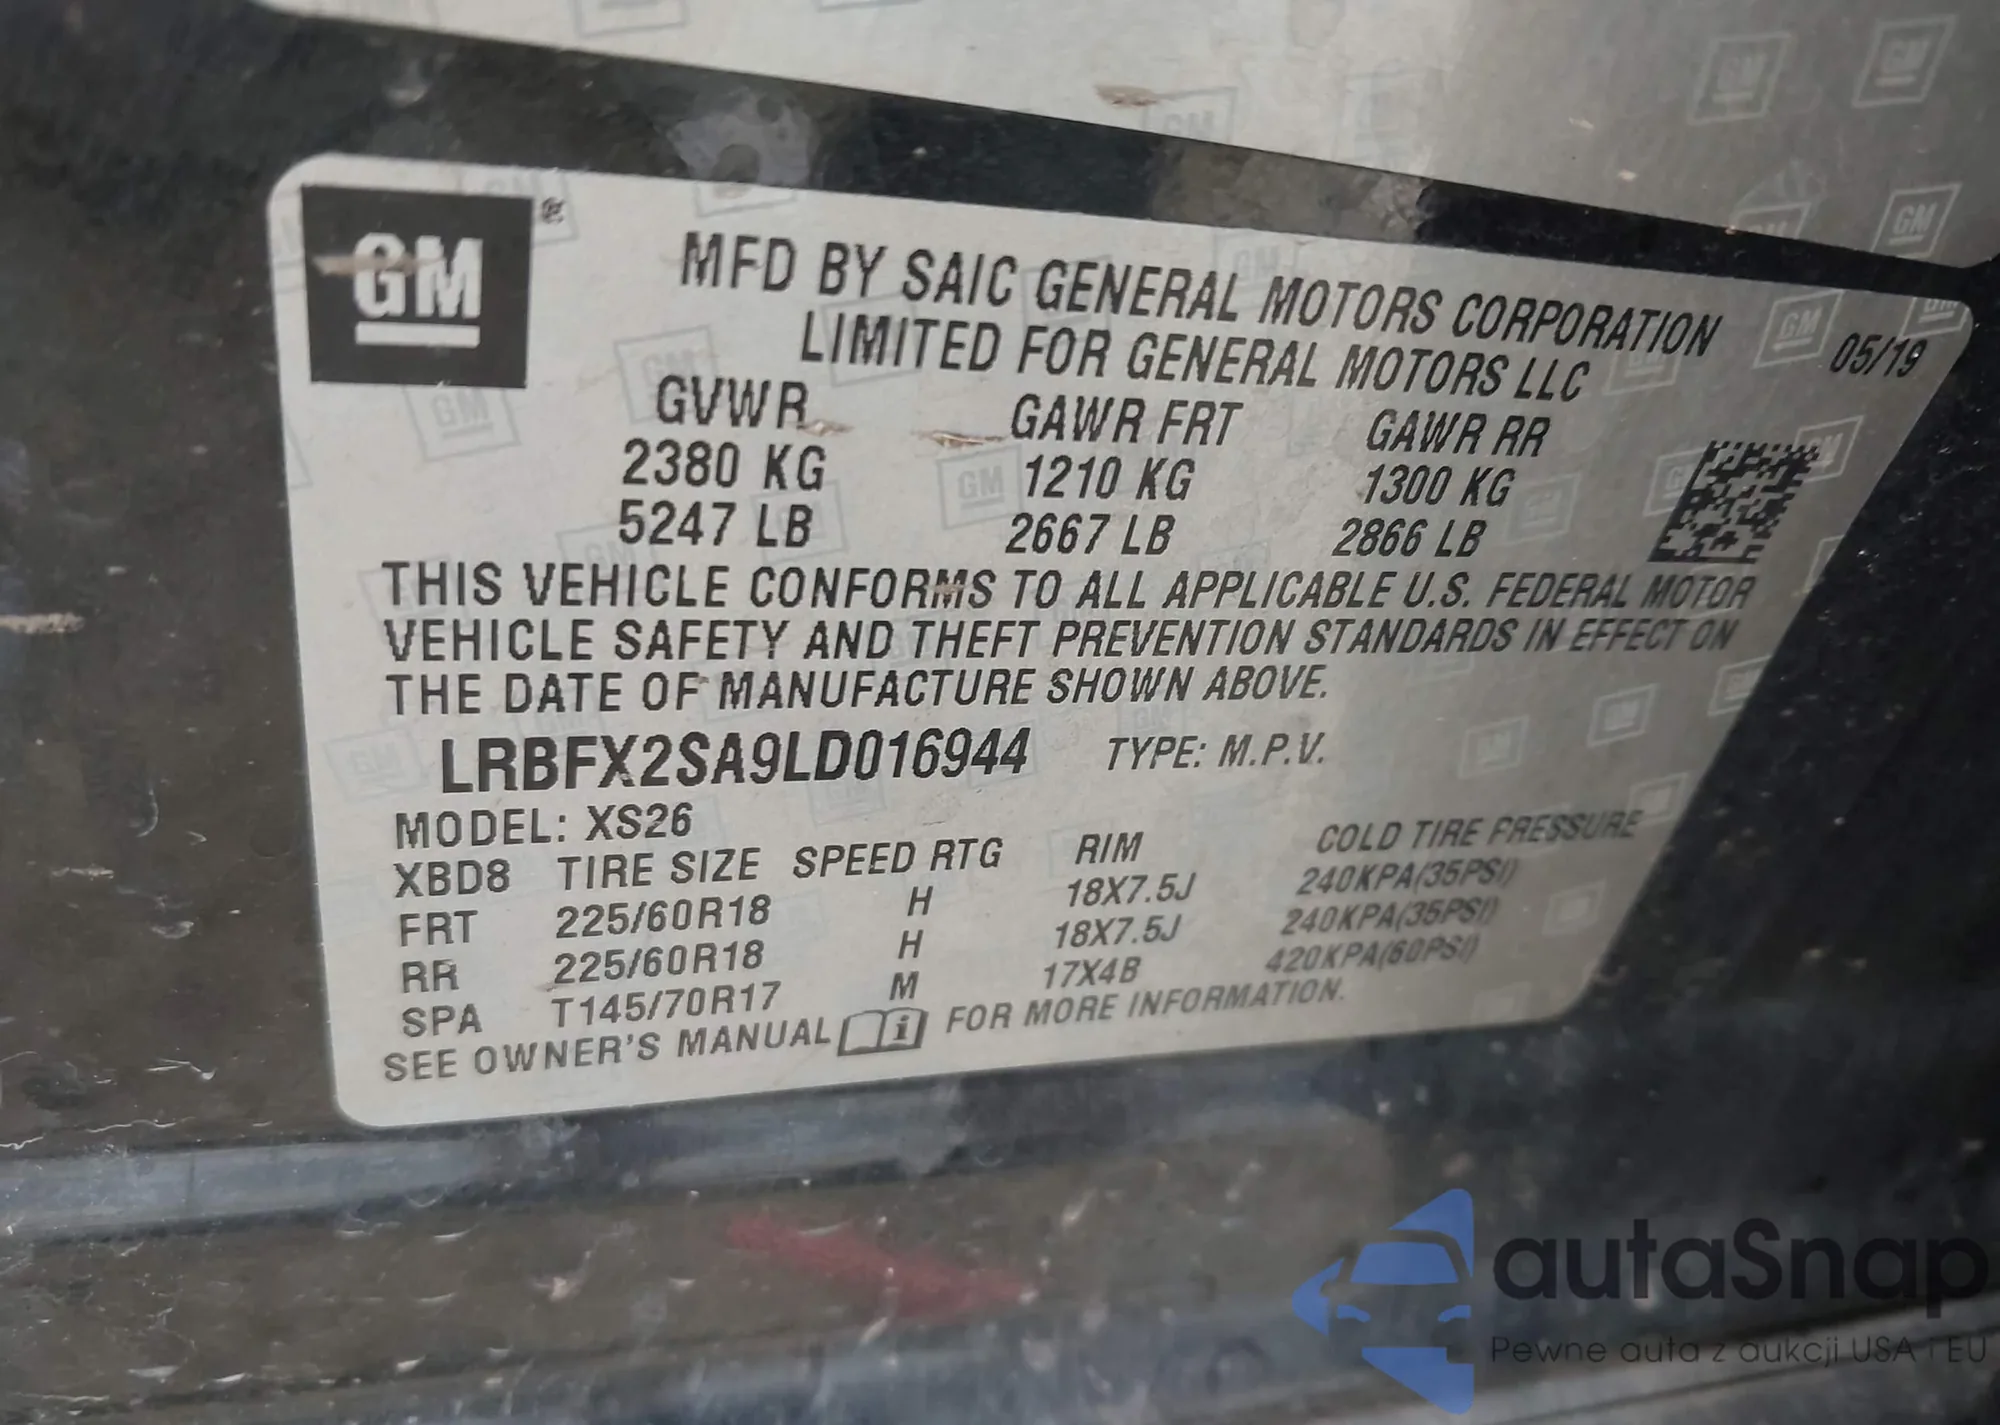 GM ®
MFD BY SAIC GENERAL MOTORS CORPORATION
LIMITED FOR GENERAL MOTORS LLC
05/19
GVWR GAWR FRT GAWR RR
2380 KG 1210 KG 1300 KG
5247 LB 2667 LB 2866 LB
THIS VEHICLE CONFORMS TO ALL APPLICABLE U.S. FEDERAL MOTOR
VEHICLE SAFETY AND THEFT PREVENTION STANDARDS IN EFFECT ON
THE DATE OF MANUFACTURE SHOWN ABOVE.
LRBFX2SA9LD016944 TYPE: M.P.V.
MODEL: XS26
XBD8 TIRE SIZE SPEED RTG RIM COLD TIRE PRESSURE
FRT 225/60R18 H 18X7.5J 240KPA(35PSI)
RR 225/60R18 H 18X7.5J 240KPA(35PSI)
SPA T145/70R17 M 17X4B 420KPA(60PSI)
SEE OWNER'S MANUAL i FOR MORE INFORMATION.
autaSnap
Pewne auta z aukcji USA i EU